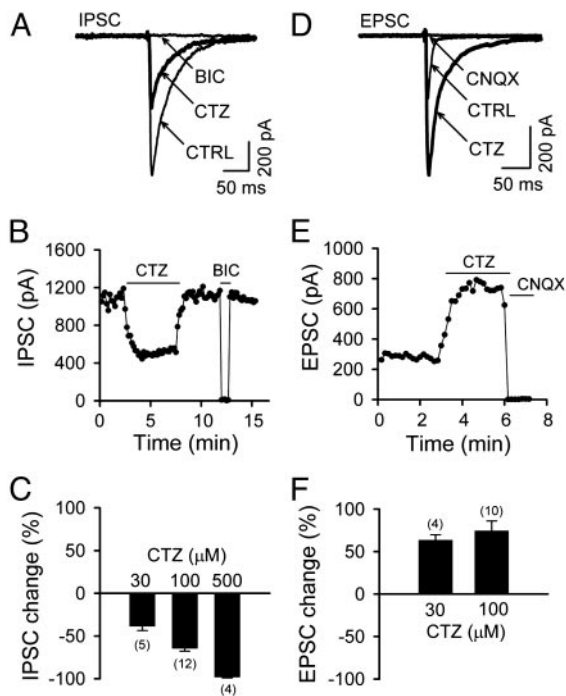 A
IPSC
BIC
CTZ
CTRL
200 pA
50 ms
D
EPSC
CNQX
CTRL
CTZ
200 pA
50 ms
B
IPSC (pA)
1600
1200
800
400
0
CTZ
BIC
0 5 10 15
Time (min)
E
EPSC (pA)
1000
800
600
400
200
0
CTZ
CNQX
0 2 4 6 8
Time (min)
C
IPSC change (%)
100
50
0
-50
-100
CTZ (μM)
30 100 500
(5)
(12)
(4)
F
EPSC change (%)
100
50
0
-50
-100
(4)
(10)
30 100
CTZ (μM)